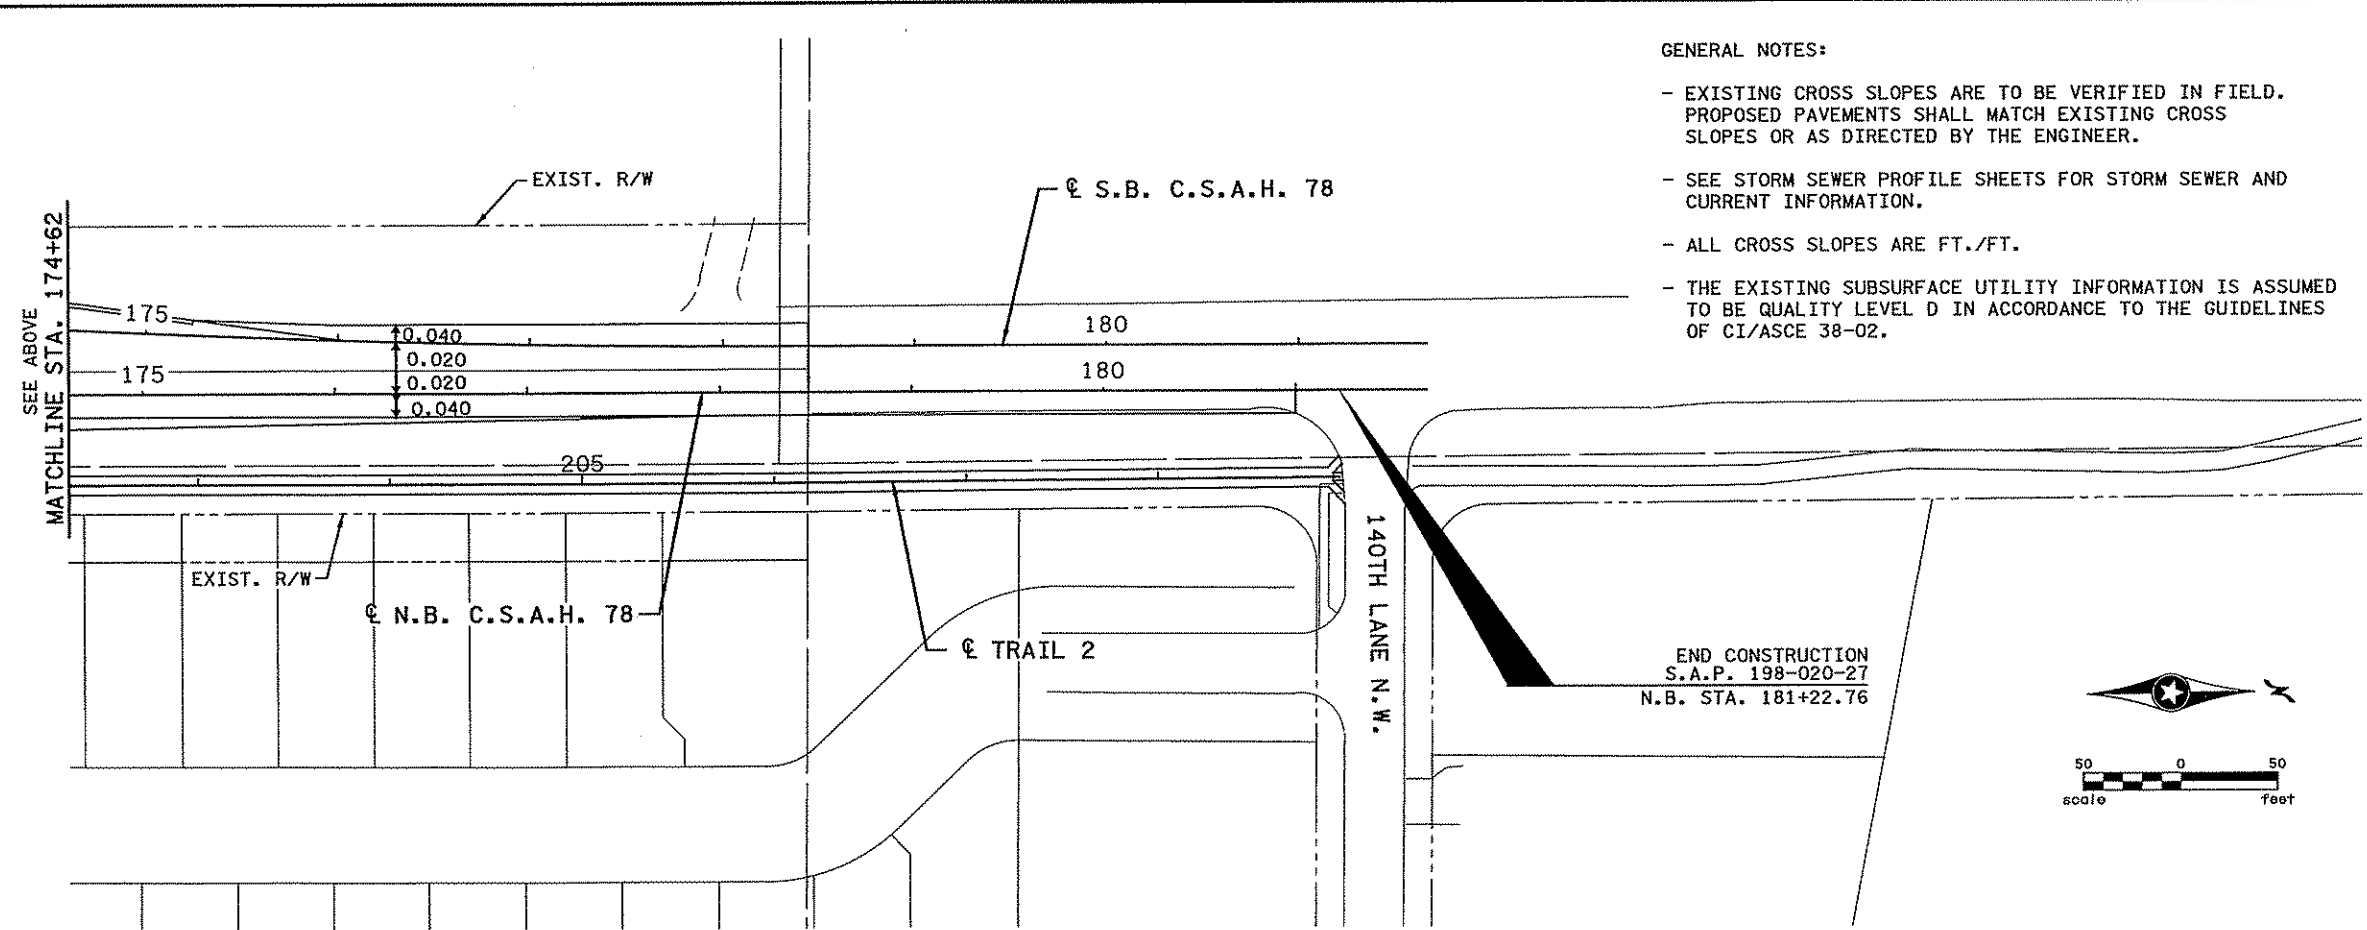 GENERAL NOTES:
- EXISTING CROSS SLOPES ARE TO BE VERIFIED IN FIELD.
PROPOSED PAVEMENTS SHALL MATCH EXISTING CROSS
SLOPES OR AS DIRECTED BY THE ENGINEER.
- SEE STORM SEWER PROFILE SHEETS FOR STORM SEWER AND
CURRENT INFORMATION.
- ALL CROSS SLOPES ARE FT./FT.
- THE EXISTING SUBSURFACE UTILITY INFORMATION IS ASSUMED
TO BE QUALITY LEVEL D IN ACCORDANCE TO THE GUIDELINES
OF CI/ASCE 38-02.
EXIST. R/W
℄ S.B. C.S.A.H. 78
SEE ABOVE
MATCHLINE STA. 174+62
175
180
0.040
0.020
175
0.020
180
0.040
205
EXIST. R/W
℄ N.B. C.S.A.H. 78
℄ TRAIL 2
140TH LANE N.W.
END CONSTRUCTION
S.A.P. 198-020-27
N.B. STA. 181+22.76
50 0 50
scale feet